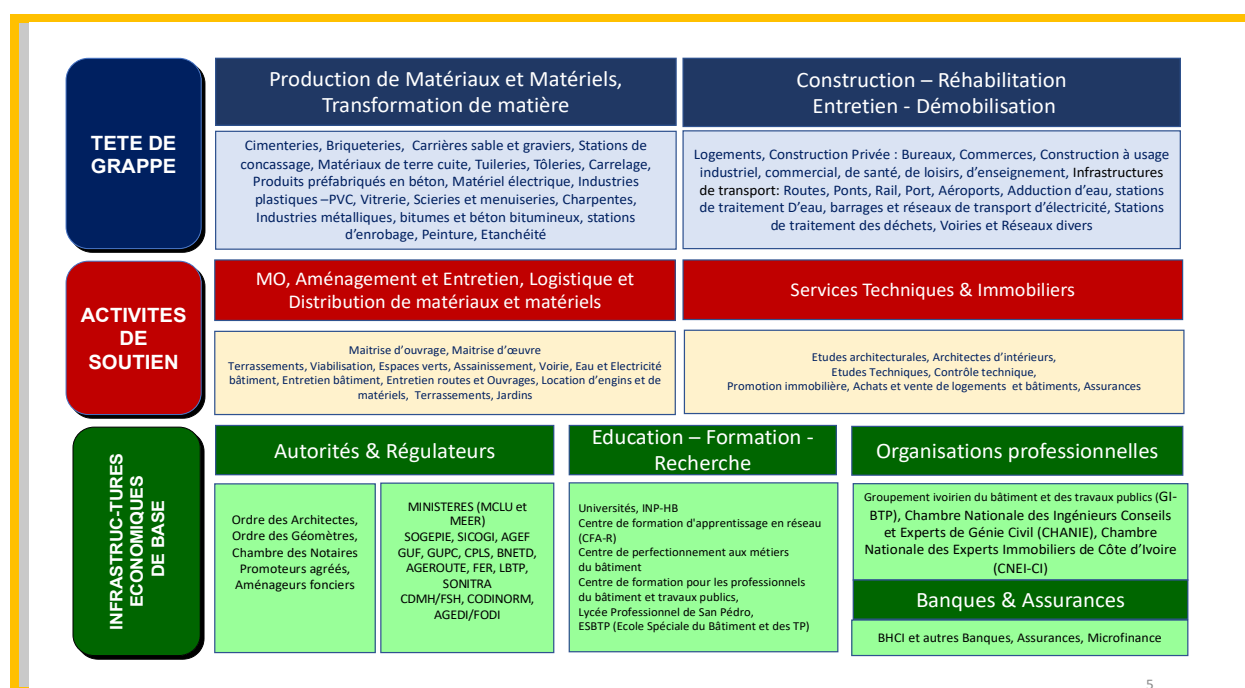 TETE DE
GRAPPE
Production de Matériaux et Matériels,
Transformation de matière
Cimenteries, Briqueteries, Carrières sable et graviers, Stations de
concassage, Matériaux de terre cuite, Tuileries, Tôleries, Carrelage,
Produits préfabriqués en béton, Matériel électrique, Industries
plastiques –PVC, Vitrerie, Scieries et menuiseries, Charpentes,
Industries métalliques, bitumes et béton bitumineux, stations
d’enrobage, Peinture, Etanchéité
Construction – Réhabilitation
Entretien - Démobilisation
Logements, Construction Privée : Bureaux, Commerces, Construction à usage
industriel, commercial, de santé, de loisirs, d’enseignement, Infrastructures
de transport: Routes, Ponts, Rail, Port, Aéroports, Adduction d’eau, stations
de traitement D’eau, barrages et réseaux de transport d’électricité, Stations
de traitement des déchets, Voiries et Réseaux divers
ACTIVITES
DE
SOUTIEN
MO, Aménagement et Entretien, Logistique et
Distribution de matériaux et matériels
Maitrise d’ouvrage, Maitrise d’œuvre
Terrassements, Viabilisation, Espaces verts, Assainissement, Voirie, Eau et Electricité
bâtiment, Entretien bâtiment, Entretien routes et Ouvrages, Location d’engins et de
matériels, Terrassements, Jardins
Services Techniques & Immobiliers
Etudes architecturales, Architectes d’intérieurs,
Etudes Techniques, Contrôle technique,
Promotion immobilière, Achats et vente de logements et bâtiments, Assurances
INFRASTRUC-TURES
ECONOMIQUES
DE BASE
Autorités & Régulateurs
Ordre des Architectes,
Ordre des Géomètres,
Chambre des Notaires
Promoteurs agréés,
Aménageurs fonciers
MINISTERES (MCLU et
MEER)
SOGEPIE, SICOGI, AGEF
GUF, GUPC, CPLS, BNETD,
AGEROUTE, FER, LBTP,
SONITRA
CDMH/FSH, CODINORM,
AGEDI/FODI
Education – Formation -
Recherche
Universités, INP-HB
Centre de formation d'apprentissage en réseau
(CFA-R)
Centre de perfectionnement aux métiers
du bâtiment
Centre de formation pour les professionnels
du bâtiment et travaux publics,
Lycée Professionnel de San Pédro,
ESBTP (Ecole Spéciale du Bâtiment et des TP)
Organisations professionnelles
Groupement ivoirien du bâtiment et des travaux publics (GI-
BTP), Chambre Nationale des Ingénieurs Conseils
et Experts de Génie Civil (CHANIE), Chambre
Nationale des Experts Immobiliers de Côte d’Ivoire
(CNEI-CI)
Banques & Assurances
BHCI et autres Banques, Assurances, Microfinance
5